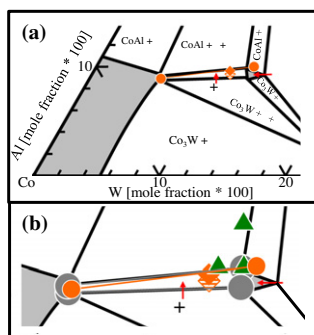 (a)
CoAl +
CoAl + +
CoAl +
Al [mole fraction * 100]
10
+
Co₃W+
Co₃W + +
Co₃W +
Co
10
20
W [mole fraction * 100]
(b)
+